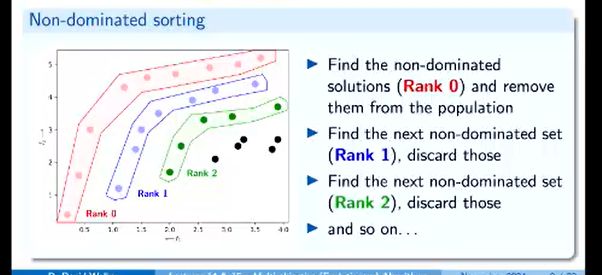 Non-dominated sorting
Find the non-dominated
solutions (Rank 0) and remove
them from the population
Find the next non-dominated set
(Rank 1), discard those
Find the next non-dominated set
(Rank 2), discard those
and so on...
5
4
3
2
1
Rank 0
Rank 1
Rank 2
0.5 1.0 1.5 2.0 2.5 3.0 3.5 4.0